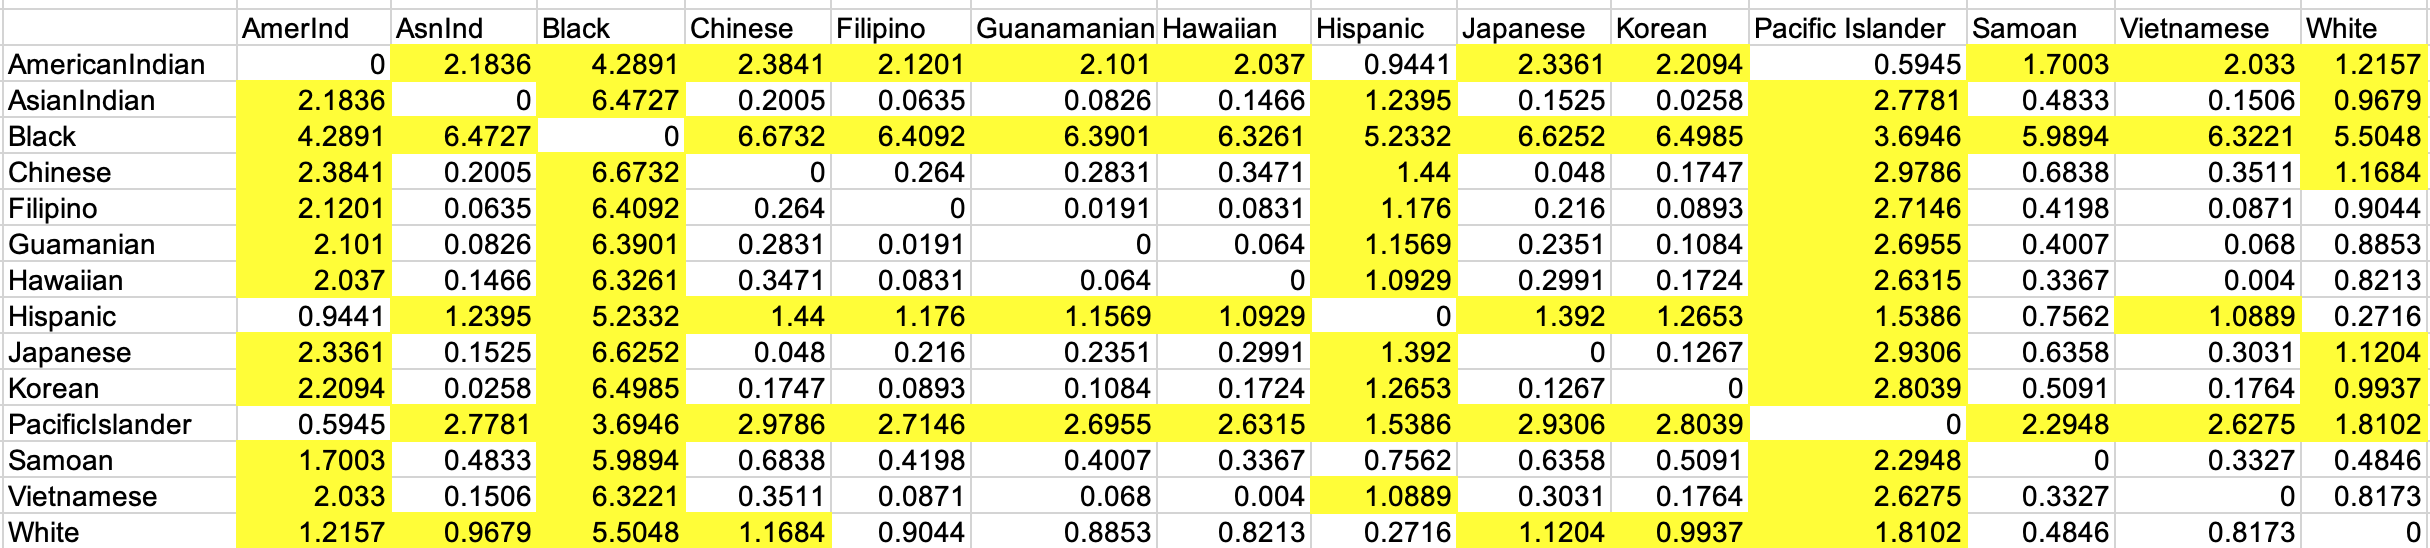 AmerInd AsnInd Black Chinese Filipino Guanamanian Hawaiian Hispanic Japanese Korean Pacific Islander Samoan Vietnamese White
AmericanIndian 0 2.1836 4.2891 2.3841 2.1201 2.101 2.037 0.9441 2.3361 2.2094 0.5945 1.7003 2.033 1.2157
AsianIndian 2.1836 0 6.4727 0.2005 0.0635 0.0826 0.1466 1.2395 0.1525 0.0258 2.7781 0.4833 0.1506 0.9679
Black 4.2891 6.4727 0 6.6732 6.4092 6.3901 6.3261 5.2332 6.6252 6.4985 3.6946 5.9894 6.3221 5.5048
Chinese 2.3841 0.2005 6.6732 0 0.264 0.2831 0.3471 1.44 0.048 0.1747 2.9786 0.6838 0.3511 1.1684
Filipino 2.1201 0.0635 6.4092 0.264 0 0.0191 0.0831 1.176 0.216 0.0893 2.7146 0.4198 0.0871 0.9044
Guamanian 2.101 0.0826 6.3901 0.2831 0.0191 0 0.064 1.1569 0.2351 0.1084 2.6955 0.4007 0.068 0.8853
Hawaiian 2.037 0.1466 6.3261 0.3471 0.0831 0.064 0 1.0929 0.2991 0.1724 2.6315 0.3367 0.004 0.8213
Hispanic 0.9441 1.2395 5.2332 1.44 1.176 1.1569 1.0929 0 1.392 1.2653 1.5386 0.7562 1.0889 0.2716
Japanese 2.3361 0.1525 6.6252 0.048 0.216 0.2351 0.2991 1.392 0 0.1267 2.9306 0.6358 0.3031 1.1204
Korean 2.2094 0.0258 6.4985 0.1747 0.0893 0.1084 0.1724 1.2653 0.1267 0 2.8039 0.5091 0.1764 0.9937
PacificIslander 0.5945 2.7781 3.6946 2.9786 2.7146 2.6955 2.6315 1.5386 2.9306 2.8039 0 2.2948 2.6275 1.8102
Samoan 1.7003 0.4833 5.9894 0.6838 0.4198 0.4007 0.3367 0.7562 0.6358 0.5091 2.2948 0 0.3327 0.4846
Vietnamese 2.033 0.1506 6.3221 0.3511 0.0871 0.068 0.004 1.0889 0.3031 0.1764 2.6275 0.3327 0 0.8173
White 1.2157 0.9679 5.5048 1.1684 0.9044 0.8853 0.8213 0.2716 1.1204 0.9937 1.8102 0.4846 0.8173 0